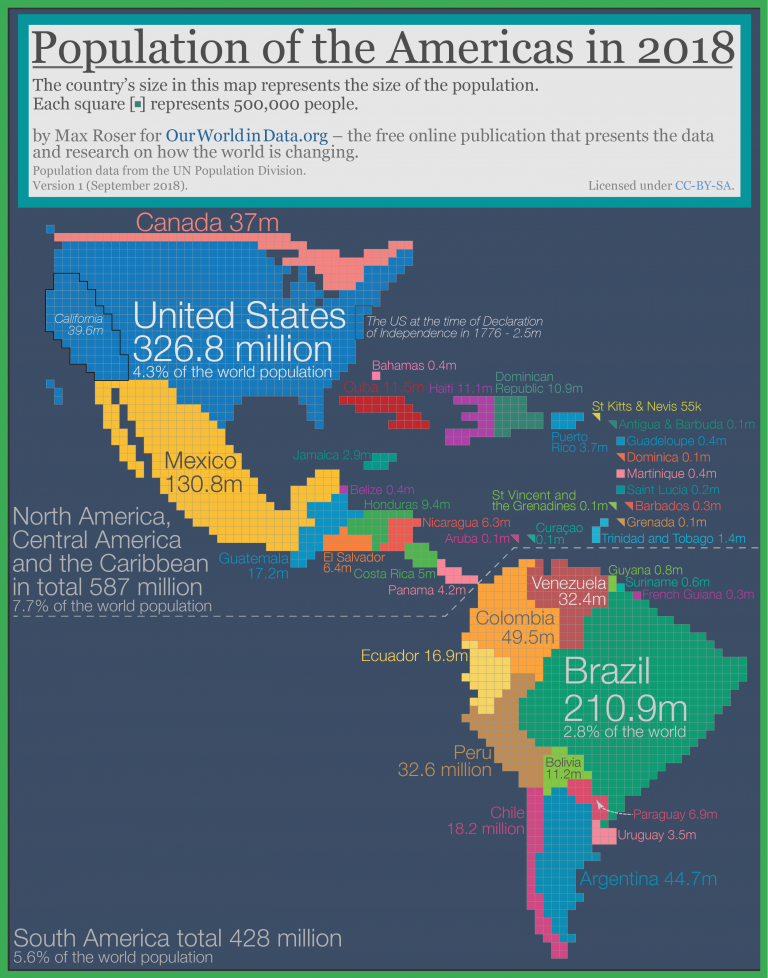 Population of the Americas in 2018
The country's size in this map represents the size of the population.
Each square [▪] represents 500,000 people.
by Max Roser for OurWorldinData.org – the free online publication that presents the data
and research on how the world is changing.
Population data from the UN Population Division.
Version 1 (September 2018).
Licensed under CC-BY-SA.
Canada 37m
California
39.6m
United States
326.8 million
4.3% of the world population
The US at the time of Declaration
of Independence in 1776 - 2.5m
Bahamas 0.4m
Cuba 11.5m
Haiti 11.1m
Dominican
Republic 10.9m
St Kitts & Nevis 55k
Antigua & Barbuda 0.1m
Puerto
Rico 3.7m
Guadeloupe 0.4m
Dominica 0.1m
Martinique 0.4m
Saint Lucia 0.2m
Jamaica 2.9m
Mexico
130.8m
Belize 0.4m
St Vincent and
the Grenadines 0.1m
Barbados 0.3m
Honduras 9.4m
Nicaragua 6.3m
Grenada 0.1m
Curaçao
0.1m
Aruba 0.1m
Trinidad and Tobago 1.4m
North America,
Central America
and the Caribbean
in total 587 million
7.7% of the world population
Guatemala
17.2m
El Salvador
6.4m
Costa Rica 5m
Panama 4.2m
Venezuela
32.4m
Guyana 0.8m
Suriname 0.6m
French Guiana 0.3m
Colombia
49.5m
Ecuador 16.9m
Brazil
210.9m
2.8% of the world
Peru
32.6 million
Bolivia
11.2m
Chile
18.2 million
Paraguay 6.9m
Uruguay 3.5m
Argentina 44.7m
South America total 428 million
5.6% of the world population